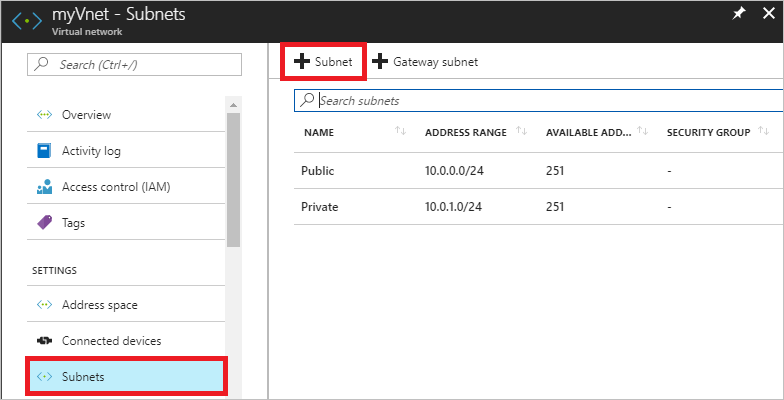 myVnet - Subnets
Virtual network
Search (Ctrl+/)
Overview
Activity log
Access control (IAM)
Tags
SETTINGS
Address space
Connected devices
Subnets
Subnet Gateway subnet
Search subnets
NAME ADDRESS RANGE AVAILABLE ADD... SECURITY GROUP
Public 10.0.0.0/24 251 -
Private 10.0.1.0/24 251 -